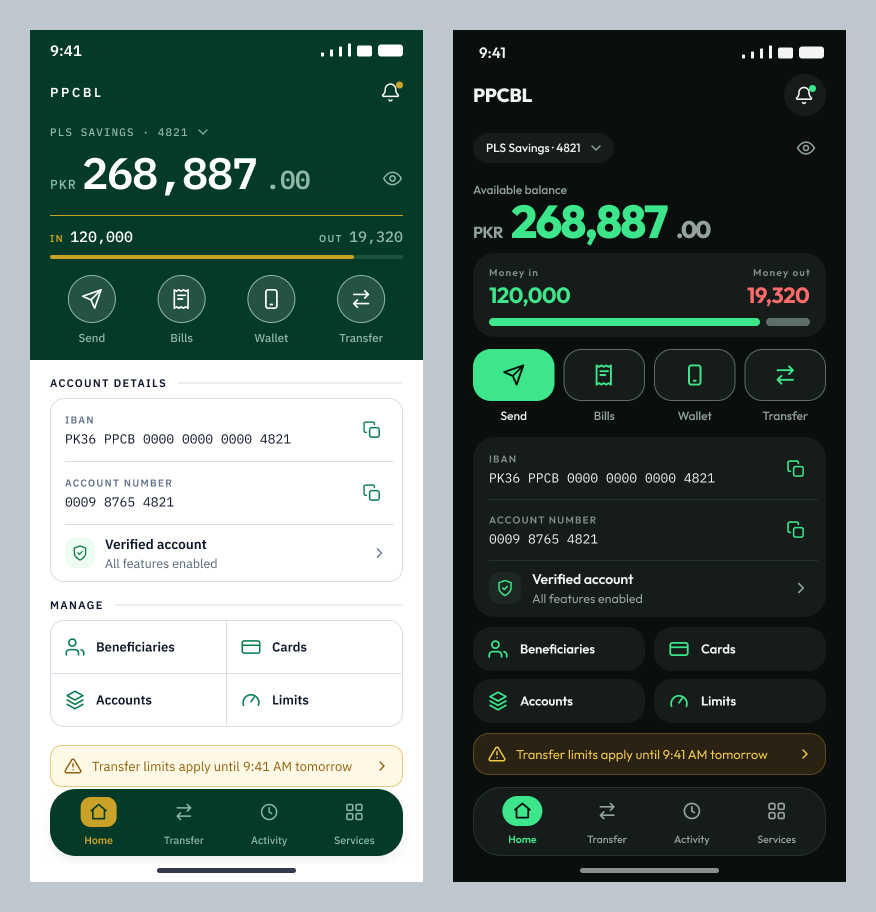 9:41
PPCBL
PLS SAVINGS · 4821
PKR 268,887 .00
IN 120,000 OUT 19,320
Send Bills Wallet Transfer
ACCOUNT DETAILS
IBAN
PK36 PPCB 0000 0000 0000 4821
ACCOUNT NUMBER
0009 8765 4821
Verified account
All features enabled
MANAGE
Beneficiaries Cards
Accounts Limits
Transfer limits apply until 9:41 AM tomorrow
Home Transfer Activity Services
9:41
PPCBL
PLS Savings · 4821
Available balance
PKR 268,887 .00
Money in Money out
120,000 19,320
Send Bills Wallet Transfer
IBAN
PK36 PPCB 0000 0000 0000 4821
ACCOUNT NUMBER
0009 8765 4821
Verified account
All features enabled
Beneficiaries Cards
Accounts Limits
Transfer limits apply until 9:41 AM tomorrow
Home Transfer Activity Services